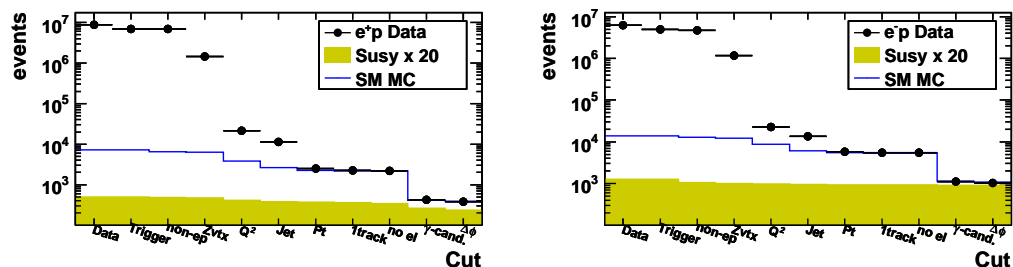 events
10⁷
10⁶
10⁵
10⁴
10³
e⁺p Data
Susy x 20
SM MC
Data Trigger non-ep Zvtx Q² Jet Pt 1track no el γ-cand. Δϕ
Cut
events
10⁷
10⁶
10⁵
10⁴
10³
e⁻p Data
Susy x 20
SM MC
Data Trigger non-ep Zvtx Q² Jet Pt 1track no el γ-cand. Δϕ
Cut